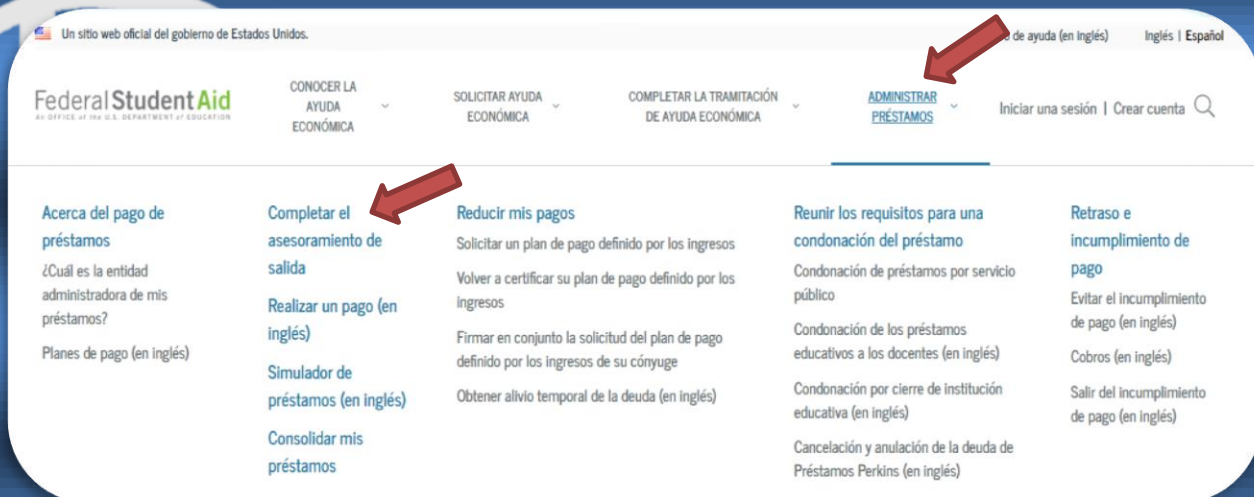 Un sitio web oficial del gobierno de Estados Unidos.
de ayuda (en inglés)
Inglés | Español
Federal Student Aid
An OFFICE of the U.S. DEPARTMENT of EDUCATION
CONOCER LA
AYUDA
ECONÓMICA
SOLICITAR AYUDA
ECONÓMICA
COMPLETAR LA TRAMITACIÓN
DE AYUDA ECONÓMICA
ADMINISTRAR
PRÉSTAMOS
Iniciar una sesión | Crear cuenta
Acerca del pago de
préstamos
¿Cuál es la entidad
administradora de mis
préstamos?
Planes de pago (en inglés)
Completar el
asesoramiento de
salida
Realizar un pago (en
inglés)
Simulador de
préstamos (en inglés)
Consolidar mis
préstamos
Reducir mis pagos
Solicitar un plan de pago definido por los ingresos
Volver a certificar su plan de pago definido por los
ingresos
Firmar en conjunto la solicitud del plan de pago
definido por los ingresos de su cónyuge
Obtener alivio temporal de la deuda (en inglés)
Reunir los requisitos para una
condonación del préstamo
Condonación de préstamos por servicio
público
Condonación de los préstamos
educativos a los docentes (en inglés)
Condonación por cierre de institución
educativa (en inglés)
Cancelación y anulación de la deuda de
Préstamos Perkins (en inglés)
Retraso e
incumplimiento de
pago
Evitar el incumplimiento
de pago (en inglés)
Cobros (en inglés)
Salir del incumplimiento
de pago (en inglés)